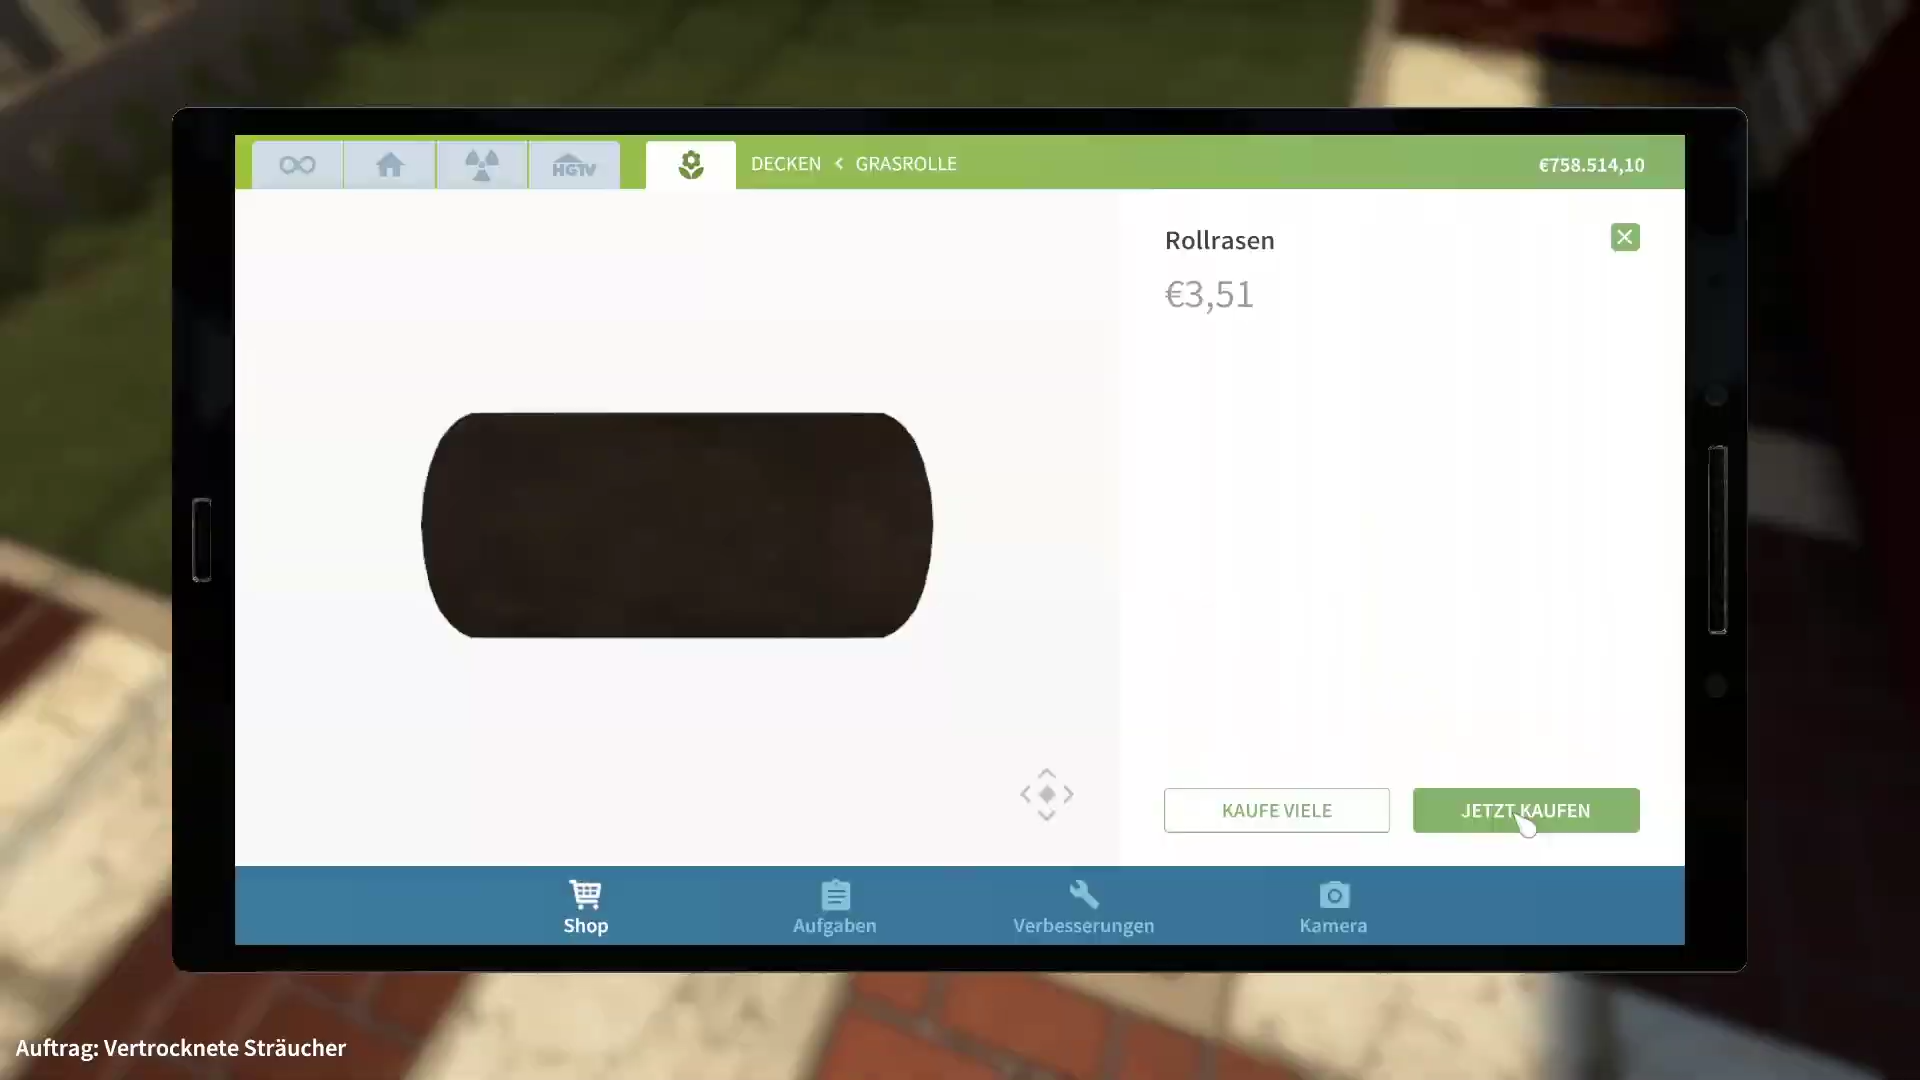 HGTV
DECKEN < GRASROLLE
€758.514,10
Rollrasen
€3,51
KAUFE VIELE
JETZT KAUFEN
Shop
Aufgaben
Verbesserungen
Kamera
Auftrag: Vertrocknete Sträucher